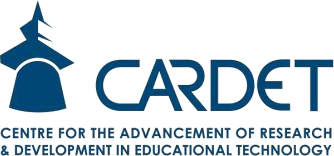 CARDET
CENTRE FOR THE ADVANCEMENT OF RESEARCH
& DEVELOPMENT IN EDUCATIONAL TECHNOLOGY